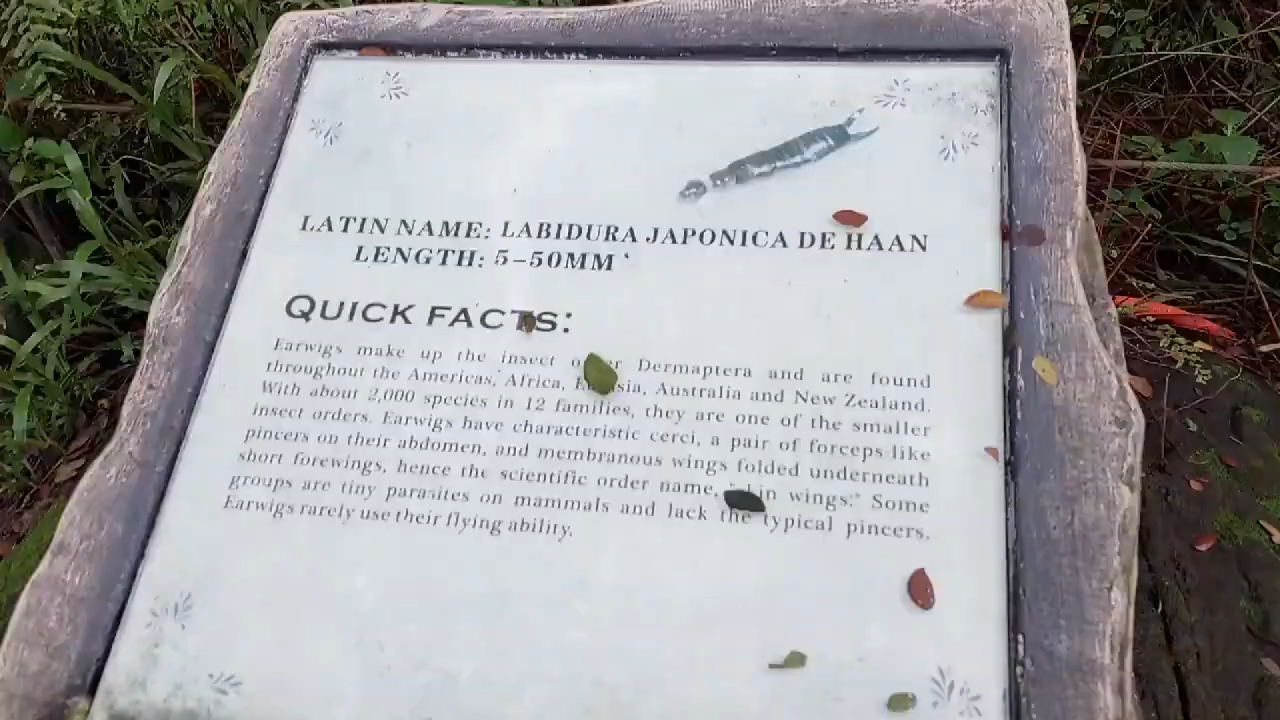 LATIN NAME: LABIDURA JAPONICA DE HAAN
LENGTH: 5–50MM
QUICK FACTS:
Earwigs make up the insect order Dermaptera and are found
throughout the Americas, Africa, Eurasia, Australia and New Zealand.
With about 2,000 species in 12 families, they are one of the smaller
insect orders. Earwigs have characteristic cerci, a pair of forceps-like
pincers on their abdomen, and membranous wings folded underneath
short forewings, hence the scientific order name, "skin wings." Some
groups are tiny parasites on mammals and lack the typical pincers.
Earwigs rarely use their flying ability.